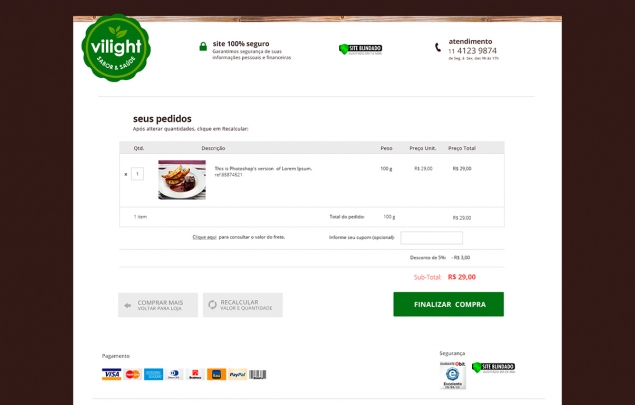 vilight
SABOR & SAÚDE
site 100% seguro
Garantimos segurança de suas
informações pessoais e financeiras
SITE BLINDADO
atendimento
11 4123 9874
de Seg. á Sex. das 9h às 17h
seus pedidos
Após alterar quantidades, clique em Recalcular:
Qtd. Descrição Peso Preço Unit. Preço Total
x 1 This is Photoshop's version of Lorem Ipsum. 100 g R$ 29,00 R$ 29,00
ref:65874621
1 item Total do pedido: 100 g R$ 29,00
Clique aqui para consultar o valor do frete. Informe seu cupom (opcional):
Desconto de 5%: - R$ 3,00
Sub-Total: R$ 29,00
COMPRAR MAIS
VOLTAR PARA LOJA
RECALCULAR
VALOR E QUANTIDADE
FINALIZAR COMPRA
Pagamento
Segurança
VISA MasterCard PayPal
ebit
Excelente
SITE BLINDADO